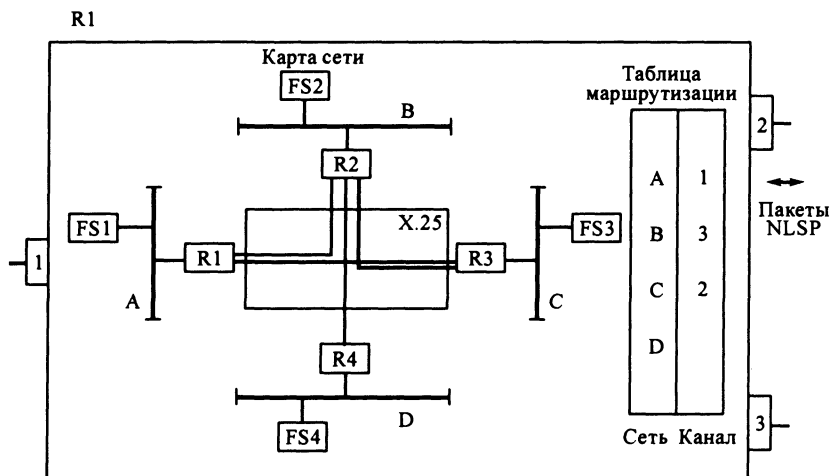 R1
Карта сети
FS2
B
R2
X.25
FS1
R1
A
R3
FS3
C
R4
D
FS4
Таблица
маршрутизации
A 1
B 3
C 2
D
Сеть Канал
1
2
Пакеты
NLSP
3